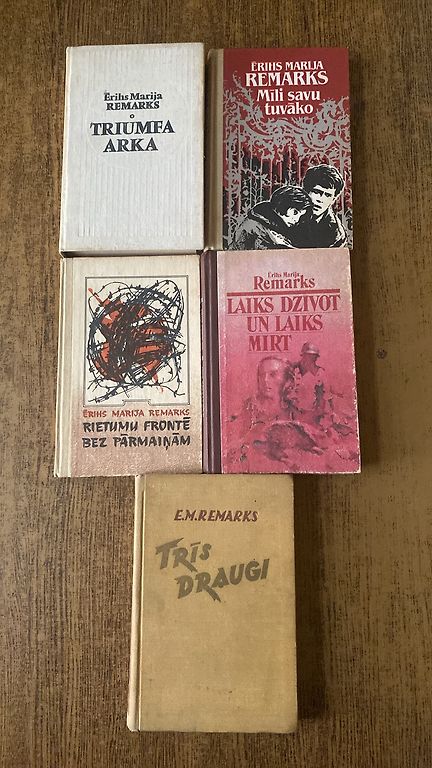 Ērihs Marija
REMARKS
TRIUMFA
ARKA
ĒRIHS MARIJA
REMARKS
Mīli savu
tuvāko
ĒRIHS MARIJA REMARKS
RIETUMU FRONTĒ
BEZ PĀRMAIŅĀM
Ērihs Marija
Remarks
LAIKS DZĪVOT
UN LAIKS
MIRT
E.M.REMARKS
TRĪS
DRAUGI